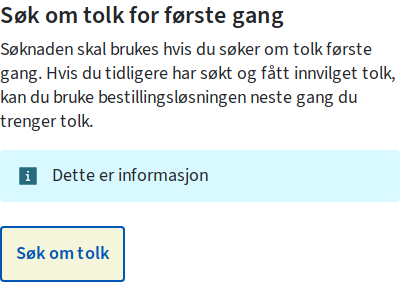 Søk om tolk for første gang
Søknaden skal brukes hvis du søker om tolk første
gang. Hvis du tidligere har søkt og fått innvilget tolk,
kan du bruke bestillingsløsningen neste gang du
trenger tolk.
Dette er informasjon
Søk om tolk